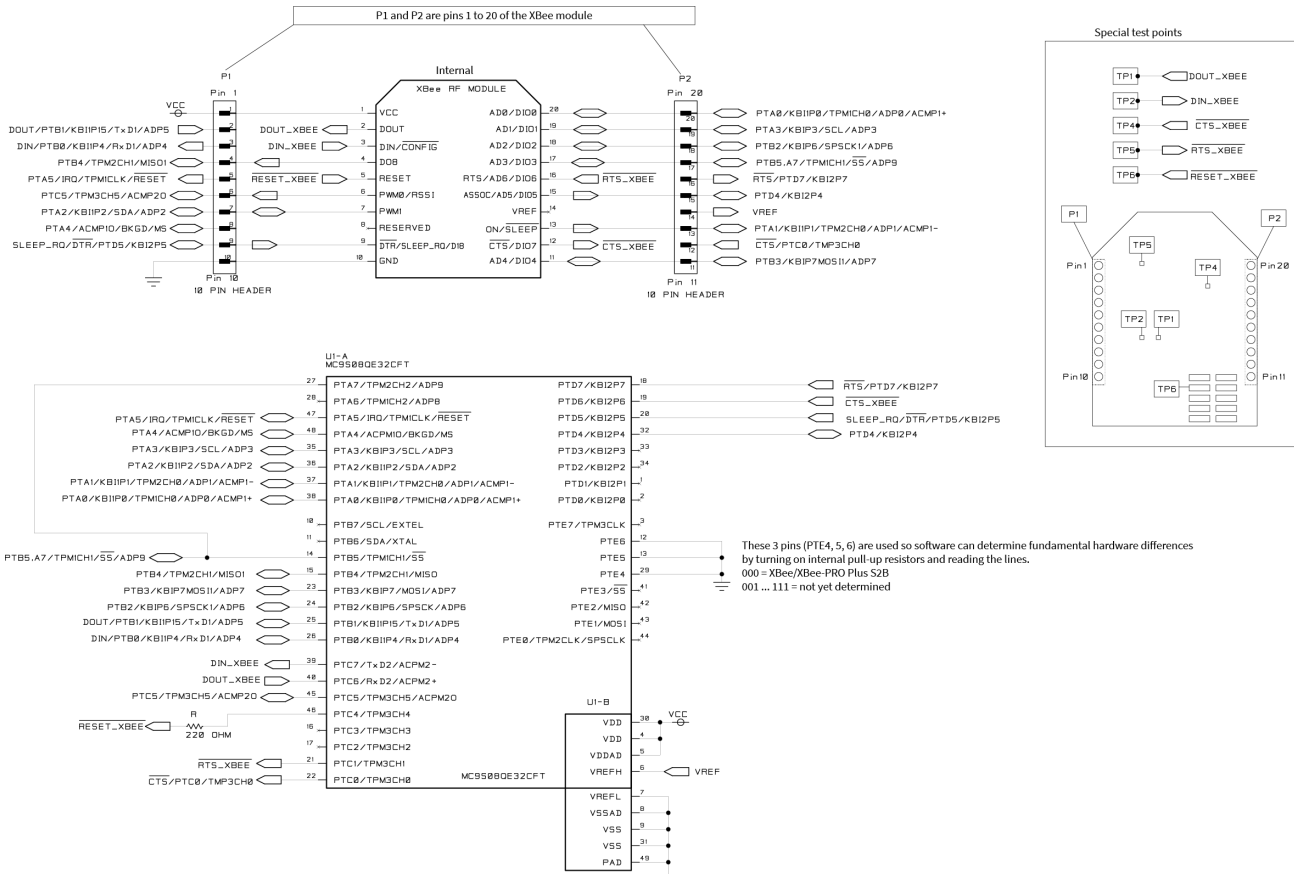 P1 and P2 are pins 1 to 20 of the XBee module
Special test points
Internal
P1
Pin 1
XBee RF MODULE
P2
Pin 20
VCC
1
1
VCC
AD0/DIO0
20
20
PTA0/KBI1P0/TPM1CH0/ADP0/ACMP1+
DOUT/PTB1/KBI1P15/TxD1/ADP5
2
DOUT_XBEE
2
DOUT
AD1/DIO1
19
19
PTA3/KBIP3/SCL/ADP3
DIN/PTB0/KBI1P4/RxD1/ADP4
3
DIN_XBEE
3
DIN/CONFIG
AD2/DIO2
18
18
PTB2/KBIP6/SPSCK1/ADP6
PTB4/TPM2CH1/MISO1
4
4
DO8
AD3/DIO3
17
17
PTB5.A7/TPM1CH1/SS/ADP9
PTA5/IRQ/TPM1CLK/RESET
5
RESET_XBEE
5
RESET
RTS/AD6/DIO6
16
RTS_XBEE
16
RTS/PTD7/KBI2P7
PTC5/TPM3CH5/ACMP2O
6
6
PWM0/RSSI
ASSOC/AD5/DIO5
15
15
PTD4/KBI2P4
PTA2/KBI1P2/SDA/ADP2
7
7
PWM1
VREF
14
14
VREF
PTA4/ACMP1O/BKGD/MS
8
8
RESERVED
ON/SLEEP
13
13
PTA1/KBI1P1/TPM2CH0/ADP1/ACMP1-
SLEEP_RQ/DTR/PTD5/KBI2P5
9
9
DTR/SLEEP_RQ/DI8
CTS/DIO7
12
CTS_XBEE
12
CTS/PTC0/TMP3CH0
10
10
GND
AD4/DIO4
11
11
PTB3/KBIP7MOSI1/ADP7
Pin 10
10 PIN HEADER
Pin 11
10 PIN HEADER
TP1
DOUT_XBEE
TP2
DIN_XBEE
TP4
CTS_XBEE
TP5
RTS_XBEE
TP6
RESET_XBEE
P1
P2
TP5
Pin1
Pin20
TP4
TP2
TP1
Pin10
Pin11
TP6
U1-A
MC9S08QE32CFT
27
PTA7/TPM2CH2/ADP9
PTD7/KBI2P7
18
RTS/PTD7/KBI2P7
28
PTA6/TPM1CH2/ADP8
PTD6/KBI2P6
19
CTS_XBEE
PTA5/IRQ/TPM1CLK/RESET
47
PTA5/IRQ/TPM1CLK/RESET
PTD5/KBI2P5
20
SLEEP_RQ/DTR/PTD5/KBI2P5
PTA4/ACMP1O/BKGD/MS
48
PTA4/ACPM1O/BKGD/MS
PTD4/KBI2P4
32
PTD4/KBI2P4
PTA3/KBIP3/SCL/ADP3
35
PTA3/KBIP3/SCL/ADP3
PTD3/KBI2P3
33
PTA2/KBI1P2/SDA/ADP2
36
PTA2/KBI1P2/SDA/ADP2
PTD2/KBI2P2
34
PTA1/KBI1P1/TPM2CH0/ADP1/ACMP1-
37
PTA1/KBI1P1/TPM2CH0/ADP1/ACMP1-
PTD1/KBI2P1
1
PTA0/KBI1P0/TPM1CH0/ADP0/ACMP1+
38
PTA0/KBI1P0/TPM1CH0/ADP0/ACMP1+
PTD0/KBI2P0
2
10
PTB7/SCL/EXTEL
PTE7/TPM3CLK
3
11
PTB6/SDA/XTAL
PTE6
12
PTB5.A7/TPM1CH1/SS/ADP9
14
PTB5/TPM1CH1/SS
PTE5
13
PTB4/TPM2CH1/MISO1
15
PTB4/TPM2CH1/MISO
PTE4
29
PTB3/KBIP7MOSI1/ADP7
23
PTB3/KBIP7/MOSI/ADP7
PTE3/SS
41
PTB2/KBIP6/SPSCK1/ADP6
24
PTB2/KBIP6/SPSCK/ADP6
PTE2/MISO
42
DOUT/PTB1/KBI1P15/TxD1/ADP5
25
PTB1/KBI1P15/TxD1/ADP5
PTE1/MOSI
43
DIN/PTB0/KBI1P4/RxD1/ADP4
26
PTB0/KBI1P4/RxD1/ADP4
PTE0/TPM2CLK/SPSCLK
44
These 3 pins (PTE4, 5, 6) are used so software can determine fundamental hardware differences
by turning on internal pull-up resistors and reading the lines.
000 = XBee/XBee-PRO Plus S2B
001 ... 111 = not yet determined
DIN_XBEE
39
PTC7/TxD2/ACPM2-
DOUT_XBEE
40
PTC6/RxD2/ACPM2+
PTC5/TPM3CH5/ACMP2O
45
PTC5/TPM3CH5/ACPM2O
RESET_XBEE
R
220 OHM
46
PTC4/TPM3CH4
16
PTC3/TPM3CH3
17
PTC2/TPM3CH2
RTS_XBEE
21
PTC1/TPM3CH1
CTS/PTC0/TMP3CH0
22
PTC0/TPM3CH0
MC9S08QE32CFT
U1-B
VDD
30
VCC
VDD
4
VDDAD
5
VREFH
6
VREF
VREFL
7
VSSAD
8
VSS
9
VSS
31
PAD
49